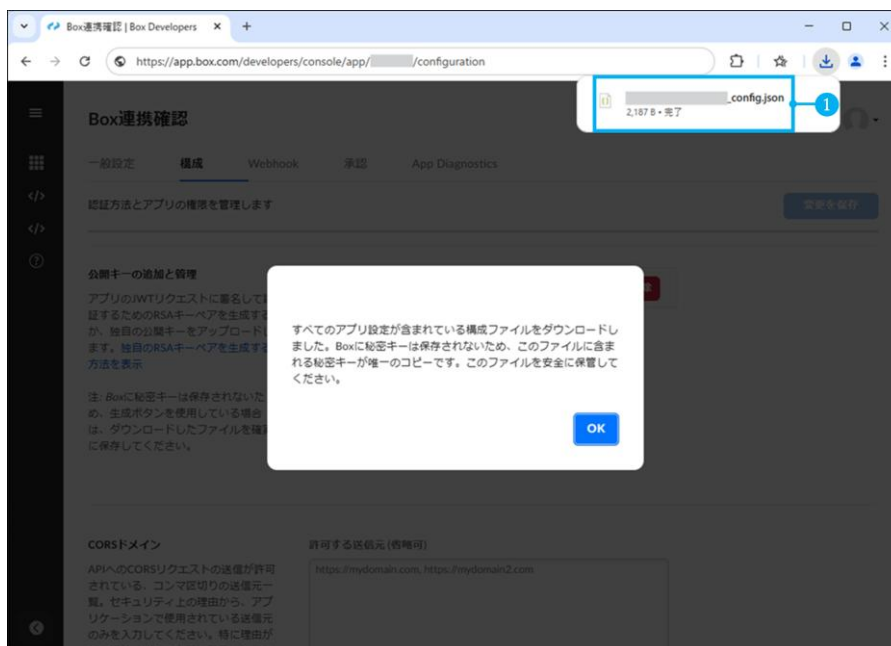 Box連携確認 | Box Developers
https://app.box.com/developers/console/app/ /configuration
_config.json
2,187 B • 完了
1
Box連携確認
一般設定 構成 Webhook 承認 App Diagnostics
認証方法とアプリの権限を管理します
変更を保存
公開キーの追加と管理
アプリのJWTリクエストに署名して
証するためのRSAキーペアを生成する
か、独自の公開キーをアップロードし
ます。独自のRSAキーペアを生成する
方法を表示
注: Boxに秘密キーは保存されないた
め、生成ボタンを使用している場合
は、ダウンロードしたファイルを確実
に保存してください。
すべてのアプリ設定が含まれている構成ファイルをダウンロードし
ました。Boxに秘密キーは保存されないため、このファイルに含ま
れる秘密キーが唯一のコピーです。このファイルを安全に保管して
ください。
OK
CORSドメイン
許可する送信元 (省略可)
APIへのCORSリクエストの送信が許可
されている、コンマ区切りの送信元一
覧。セキュリティ上の理由から、アプ
リケーションで使用されている送信元
のみを入力してください。特に理由が
https://mydomain.com, https://mydomain2.com